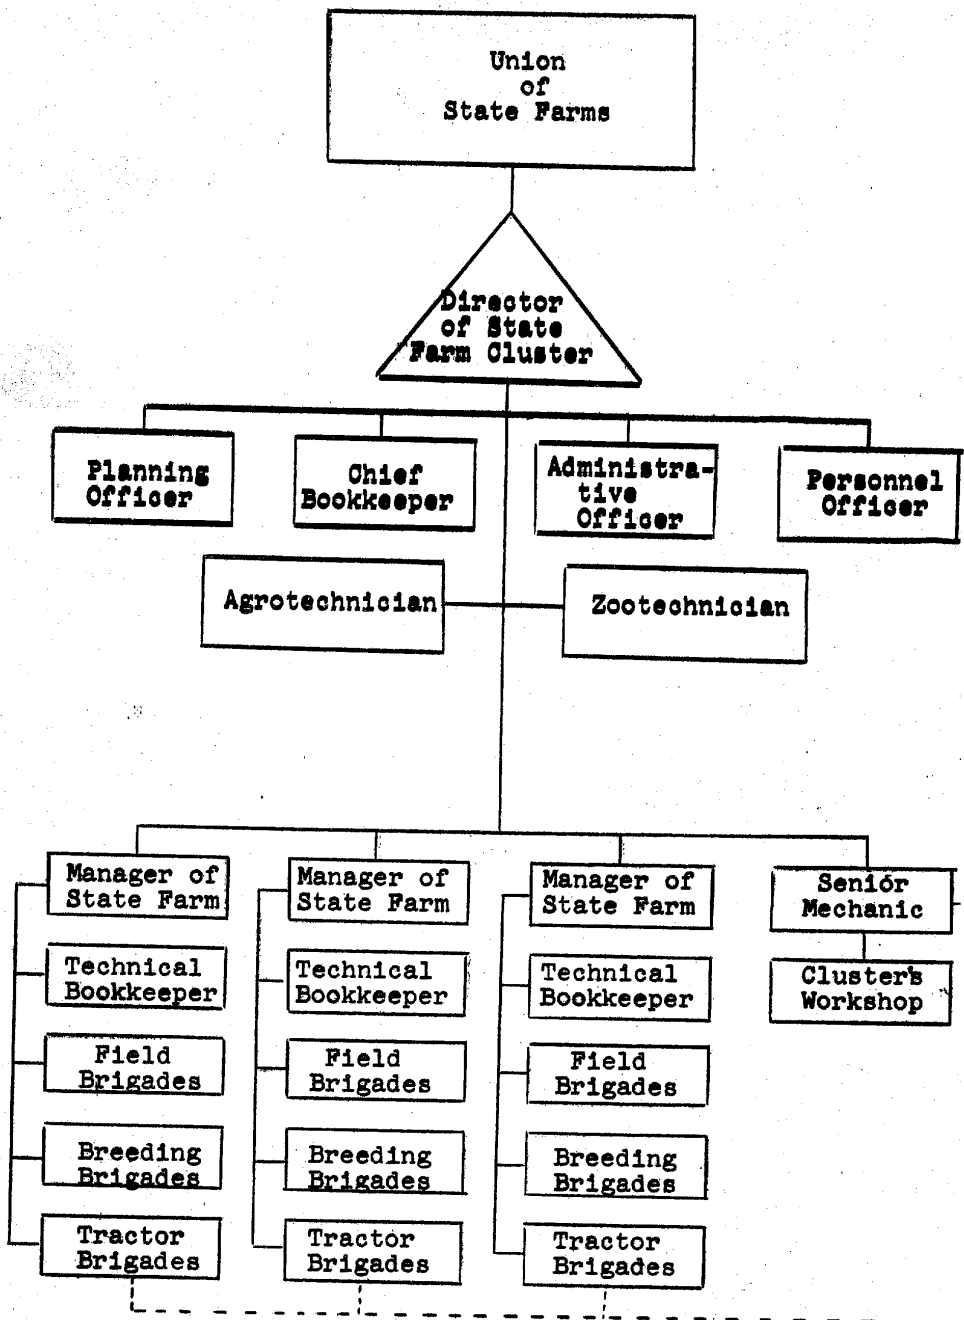 Union
of
State Farms
Director
of State
Farm Cluster
Planning
Officer
Chief
Bookkeeper
Administra-
tive
Officer
Personnel
Officer
Agrotechnician
Zootechnician
Manager of
State Farm
Manager of
State Farm
Manager of
State Farm
Senior
Mechanic
Technical
Bookkeeper
Technical
Bookkeeper
Technical
Bookkeeper
Cluster's
Workshop
Field
Brigades
Field
Brigades
Field
Brigades
Breeding
Brigades
Breeding
Brigades
Breeding
Brigades
Tractor
Brigades
Tractor
Brigades
Tractor
Brigades